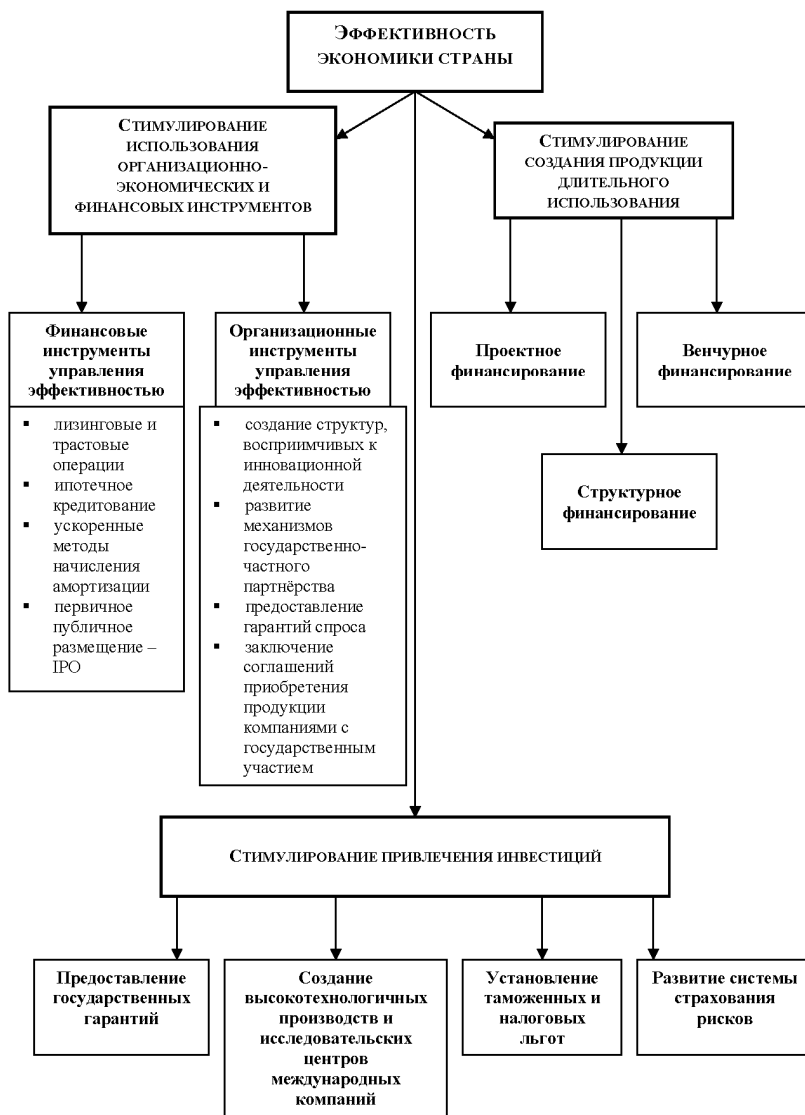 ЭФФЕКТИВНОСТЬ
ЭКОНОМИКИ СТРАНЫ
СТИМУЛИРОВАНИЕ
ИСПОЛЬЗОВАНИЯ
ОРГАНИЗАЦИОННО-
ЭКОНОМИЧЕСКИХ И
ФИНАНСОВЫХ ИНСТРУМЕНТОВ
СТИМУЛИРОВАНИЕ
СОЗДАНИЯ ПРОДУКЦИИ
ДЛИТЕЛЬНОГО
ИСПОЛЬЗОВАНИЯ
Финансовые
инструменты
управления
эффективностью
▪ лизинговые и
трастовые
операции
▪ ипотечное
кредитование
▪ ускоренные
методы
начисления
амортизации
▪ первичное
публичное
размещение –
IPO
Организационные
инструменты
управления
эффективностью
▪ создание структур,
восприимчивых к
инновационной
деятельности
▪ развитие
механизмов
государственно-
частного
партнёрства
▪ предоставление
гарантий спроса
▪ заключение
соглашений
приобретения
продукции
компаниями с
государственным
участием
Проектное
финансирование
Венчурное
финансирование
Структурное
финансирование
СТИМУЛИРОВАНИЕ ПРИВЛЕЧЕНИЯ ИНВЕСТИЦИЙ
Предоставление
государственных
гарантий
Создание
высокотехнологичных
производств и
исследовательских
центров
международных
компаний
Установление
таможенных и
налоговых
льгот
Развитие системы
страхования
рисков